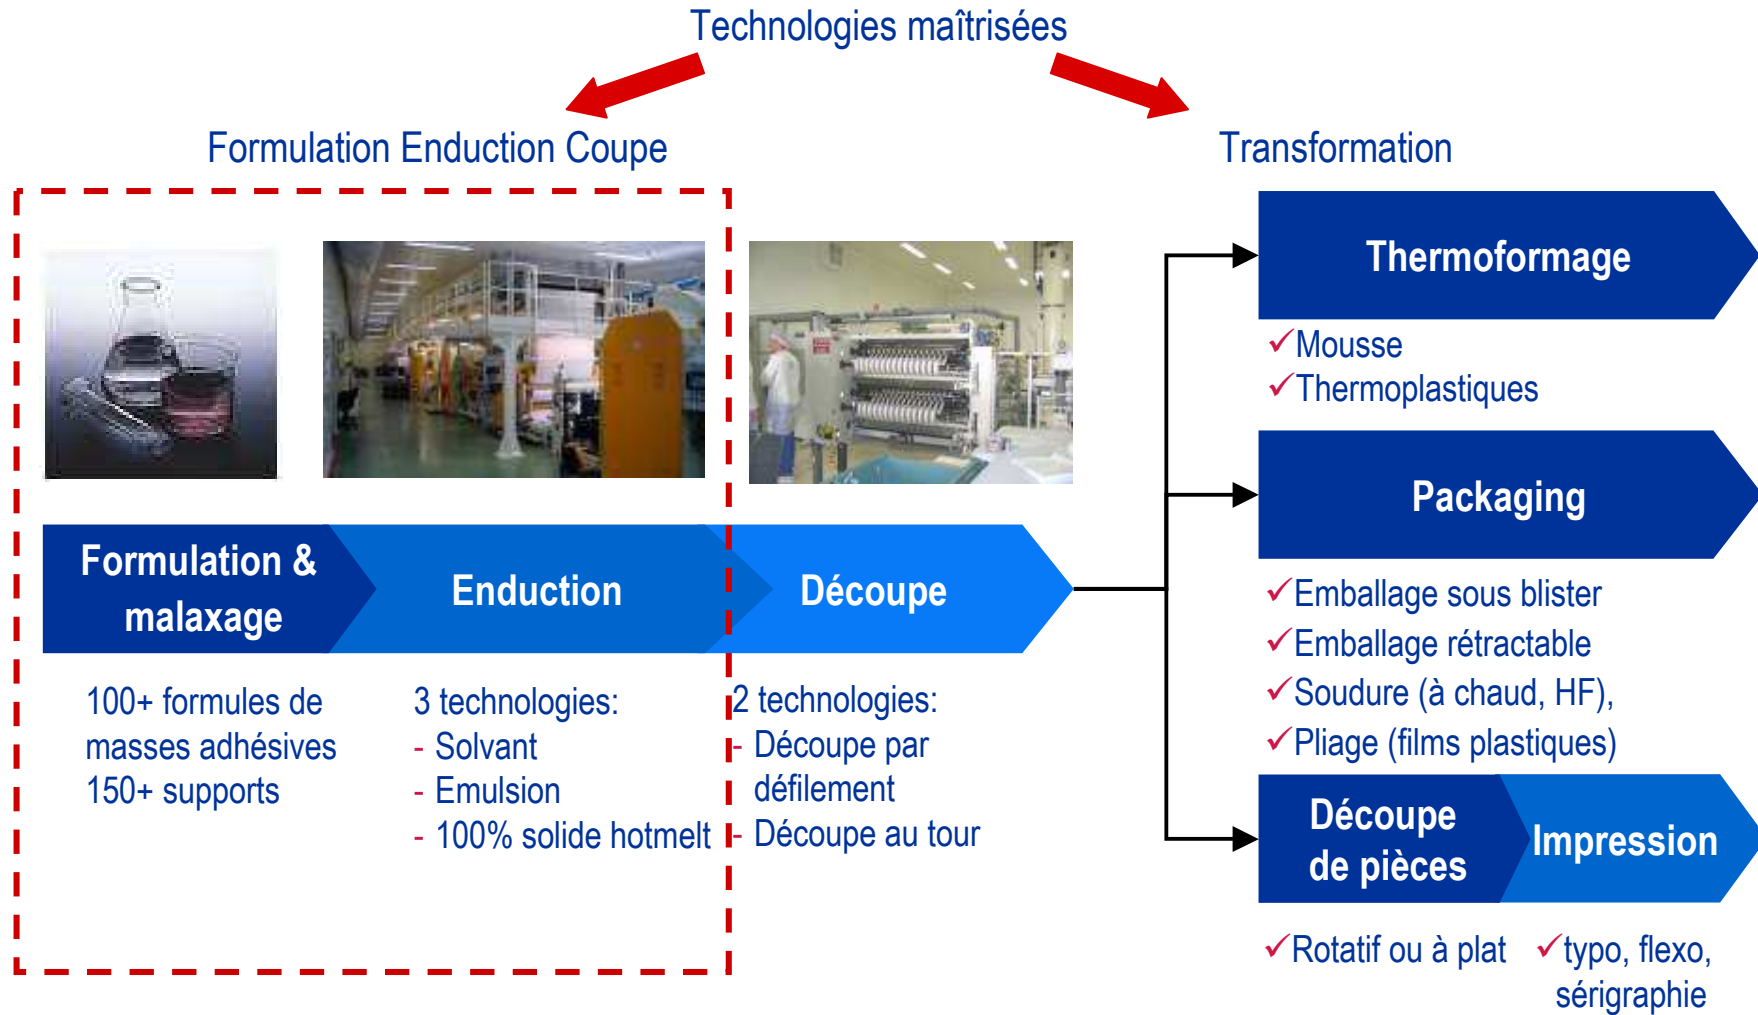 Technologies maîtrisées
Formulation Enduction Coupe
Transformation
Formulation &
malaxage
Enduction
Découpe
100+ formules de
masses adhésives
150+ supports
3 technologies:
- Solvant
- Emulsion
- 100% solide hotmelt
2 technologies:
- Découpe par
défilement
- Découpe au tour
Thermoformage
✓Mousse
✓Thermoplastiques
Packaging
✓Emballage sous blister
✓Emballage rétractable
✓Soudure (à chaud, HF),
✓Pliage (films plastiques)
Découpe
de pièces
Impression
✓Rotatif ou à plat
✓typo, flexo,
sérigraphie